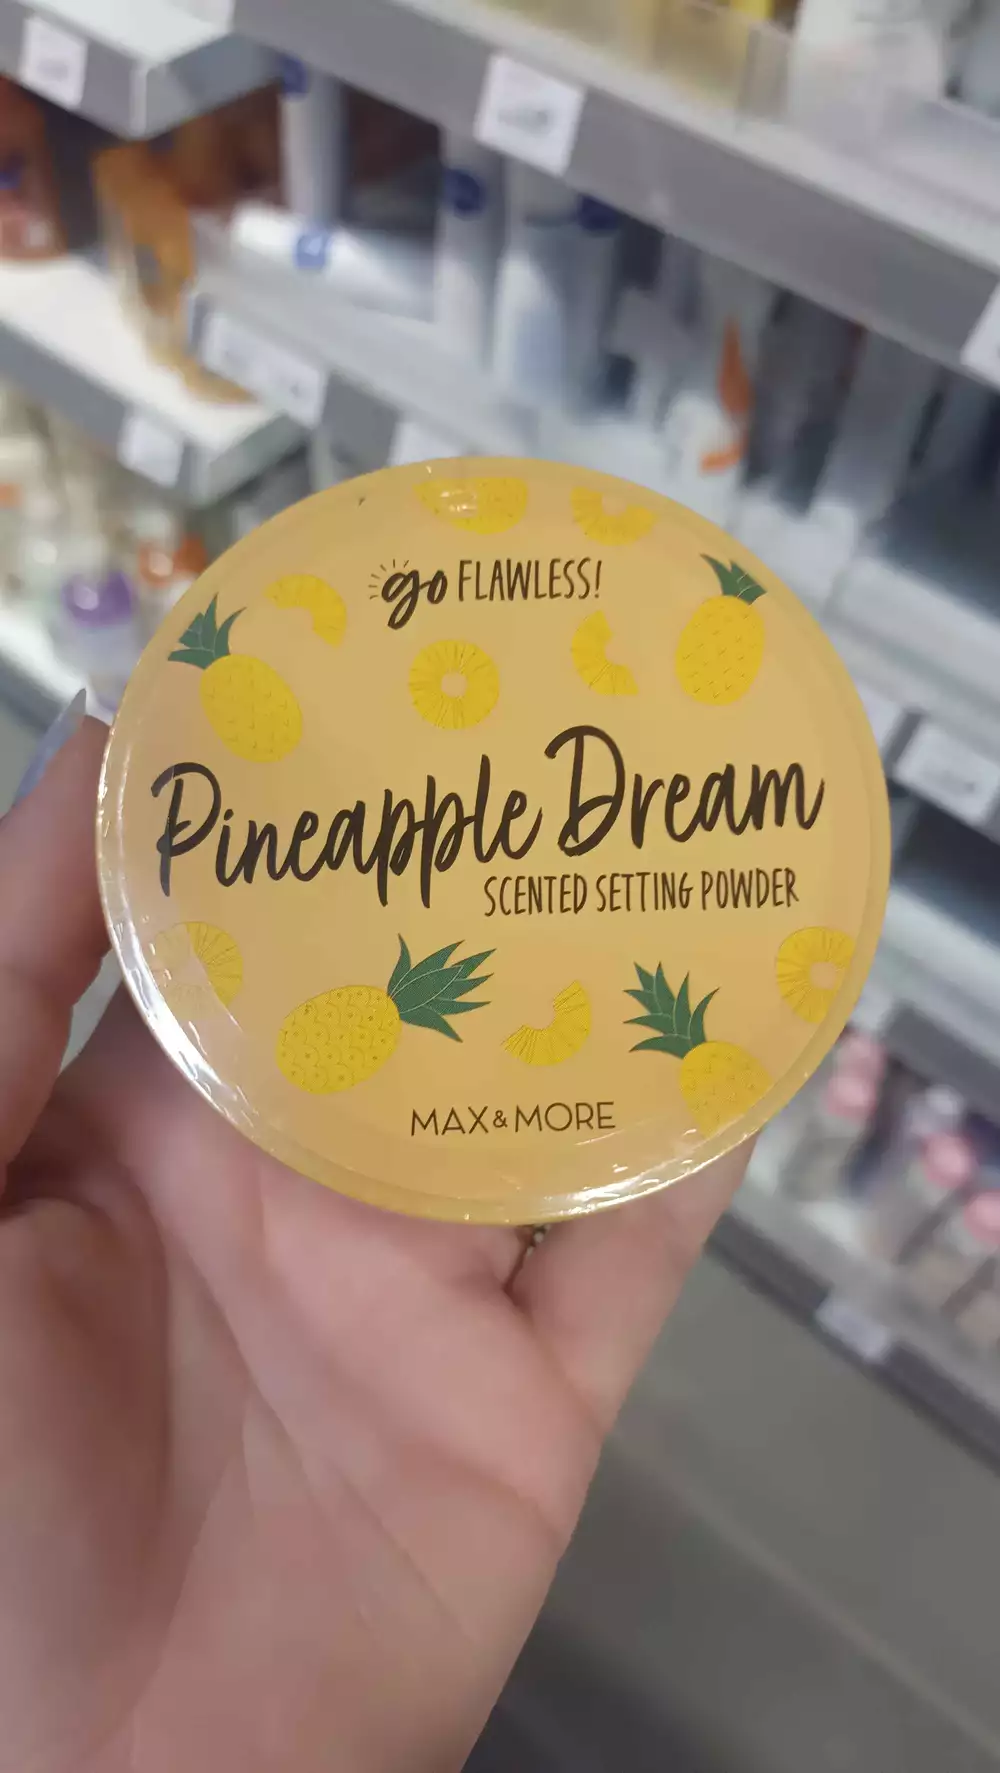 go FLAWLESS!
Pineapple Dream
SCENTED SETTING POWDER
MAX&MORE